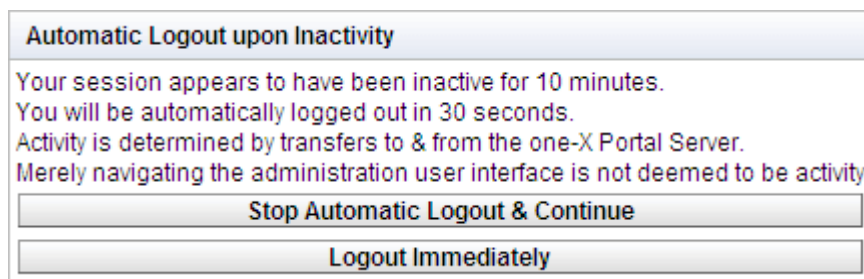 Automatic Logout upon Inactivity
Your session appears to have been inactive for 10 minutes.
You will be automatically logged out in 30 seconds.
Activity is determined by transfers to & from the one-X Portal Server.
Merely navigating the administration user interface is not deemed to be activity
Stop Automatic Logout & Continue
Logout Immediately